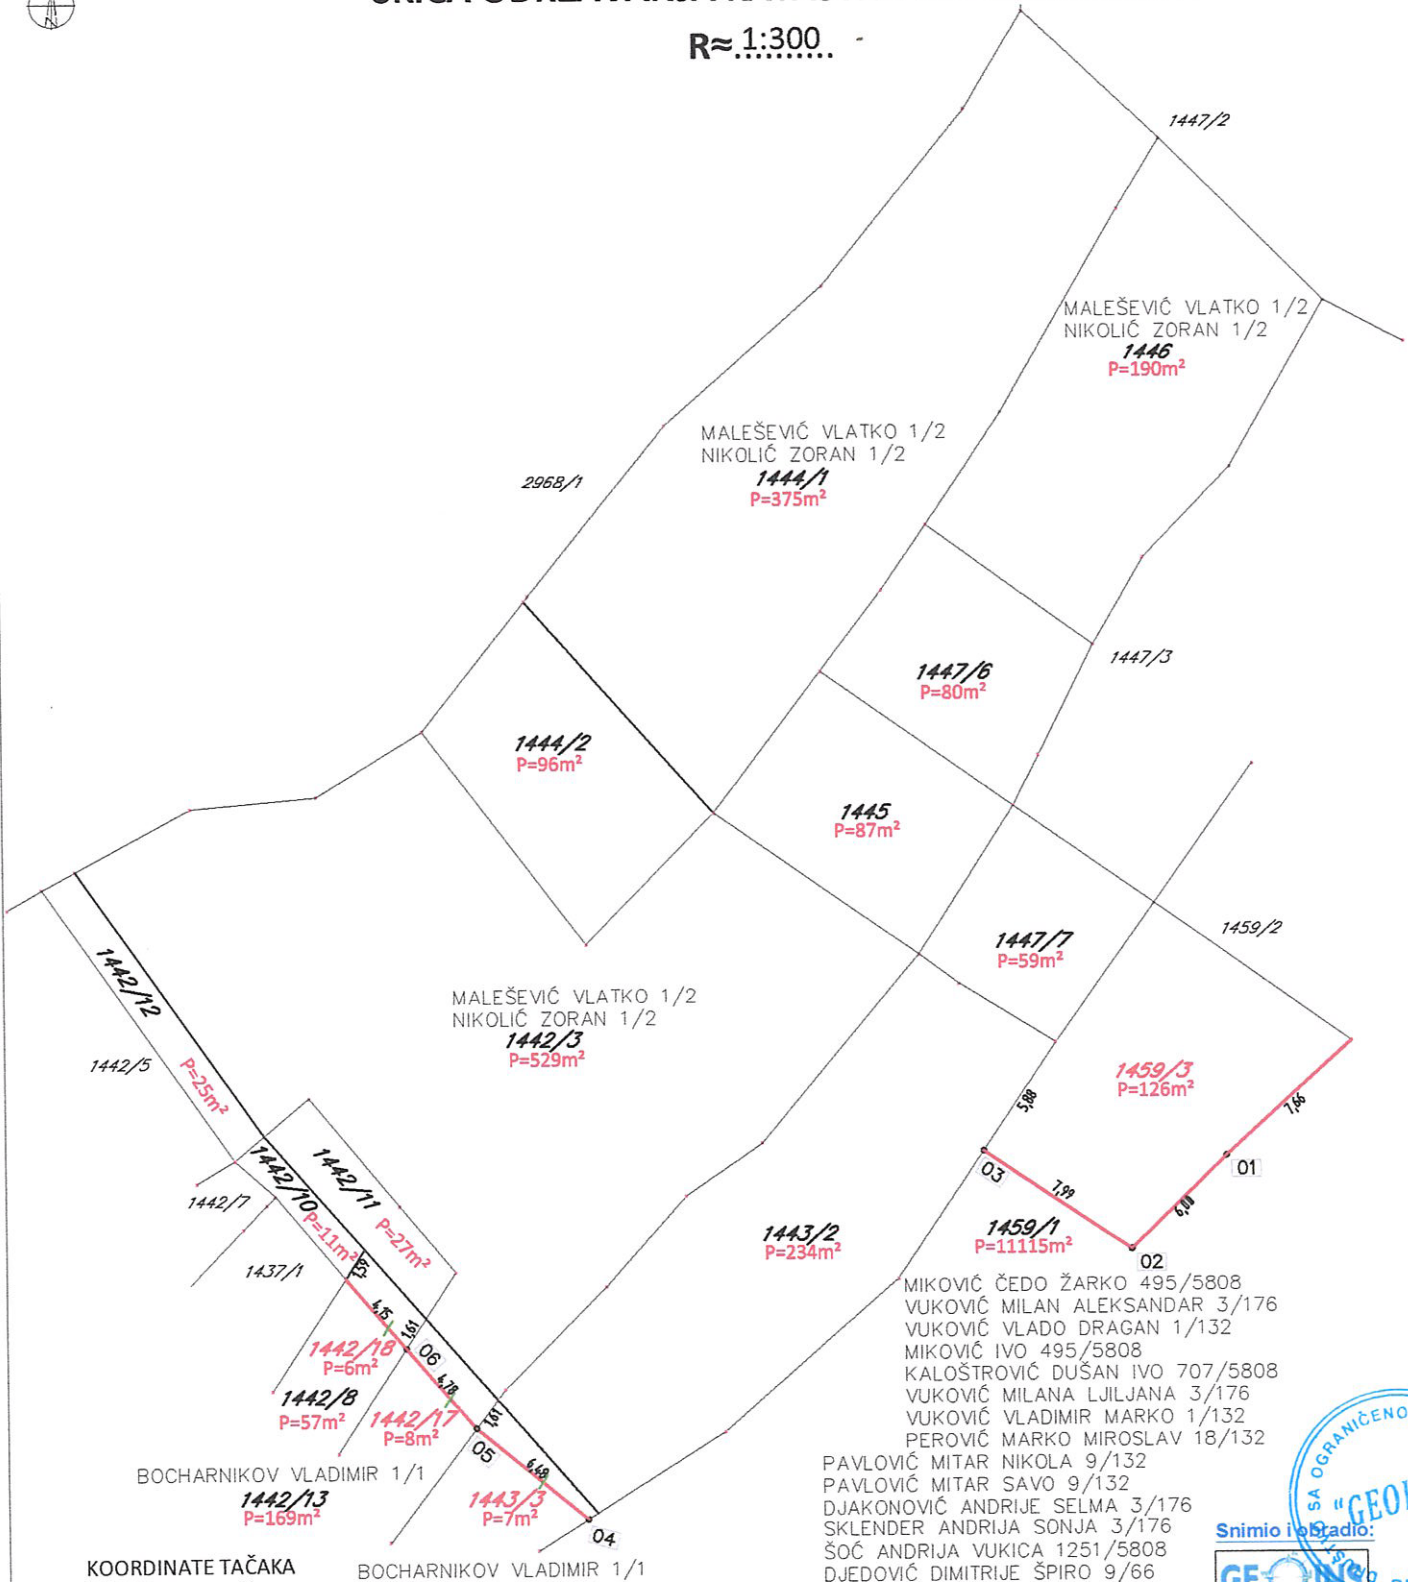 R≈ 1:300
1447/2
MALEŠEVIĆ VLATKO 1/2
NIKOLIĆ ZORAN 1/2
1446
P=190m²
MALEŠEVIĆ VLATKO 1/2
NIKOLIĆ ZORAN 1/2
1444/1
P=375m²
2968/1
1447/6
P=80m²
1447/3
1444/2
P=96m²
1445
P=87m²
1447/7
P=59m²
1459/2
1442/12
P=25m²
1442/5
MALEŠEVIĆ VLATKO 1/2
NIKOLIĆ ZORAN 1/2
1442/3
P=529m²
1459/3
P=126m²
5,88
7,66
01
03
7,99
6,08
02
1442/10
P=11m²
1442/11
P=27m²
1442/7
1437/1
1443/2
P=234m²
1459/1
P=11115m²
4,15
1,61
06
1442/18
P=6m²
1442/8
P=57m²
4,78
1442/17
P=8m²
1,61
05
6,48
1443/3
P=7m²
04
BOCHARNIKOV VLADIMIR 1/1
1442/13
P=169m²
KOORDINATE TAČAKA
BOCHARNIKOV VLADIMIR 1/1
MIKOVIĆ ČEDO ŽARKO 495/5808
VUKOVIĆ MILAN ALEKSANDAR 3/176
VUKOVIĆ VLADO DRAGAN 1/132
MIKOVIĆ IVO 495/5808
KALOŠTROVIĆ DUŠAN IVO 707/5808
VUKOVIĆ MILANA LJILJANA 3/176
VUKOVIĆ VLADIMIR MARKO 1/132
PEROVIĆ MARKO MIROSLAV 18/132
PAVLOVIĆ MITAR NIKOLA 9/132
PAVLOVIĆ MITAR SAVO 9/132
DJAKONOVIĆ ANDRIJE SELMA 3/176
SKLENDER ANDRIJA SONJA 3/176
ŠOĆ ANDRIJA VUKICA 1251/5808
DJEDOVIĆ DIMITRIJE ŠPIRO 9/66
SA OGRANIČENO
Snimio i obradio: